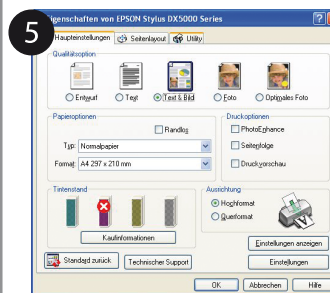 5
Eigenschaften von EPSON Stylus DX5000 Series
Haupteinstellungen Seitenlayout Utility
Qualitätsoption
Entwurf Text Text & Bild Foto Optimales Foto
Papieroptionen Druckoptionen
Randlos PhotoEnhance
Typ: Normalpapier Seitenfolge
Format: A4 297 x 210 mm Druckvorschau
Tintenstand Ausrichtung
Hochformat
Querformat
Kaufinformationen
Einstellungen anzeigen
Standard zurück Technischer Support Einstellungen
OK Abbrechen Hilfe